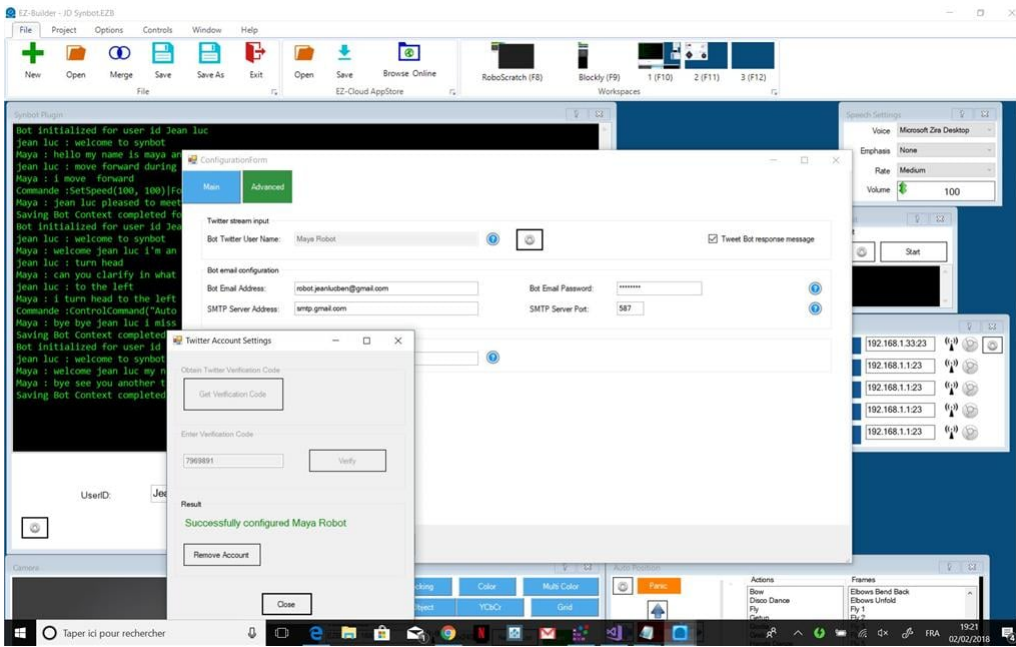 EZ-Builder - JD Synbot.EZB
File Project Options Controls Window Help
New Open Merge Save Save As Exit Open Save Browse Online RoboScratch (F8) Blockly (F9) 1 (F10) 2 (F11) 3 (F12)
File EZ-Cloud AppStore Workspaces
Synbot Plugin
Bot initialized for user id Jean luc
jean luc : welcome to synbot
Maya : hello my name is maya an
jean luc : move forward during
Maya : i move forward
Commande :SetSpeed(100, 100)|Fo
Maya : jean luc pleased to meet
Saving Bot Context completed fo
Bot initialized for user id Jea
jean luc : welcome to synbot
Maya : welcome jean luc i'm an
jean luc : turn head
Maya : can you clarify in what
jean luc : to the left
Maya : i turn head to the left
Commande :ControlCommand("Auto
Maya : bye bye jean luc i miss
Saving Bot Context completed
Bot initialized for user id
jean luc : welcome to synbot
Maya : welcome jean luc my n
Maya : bye see you another t
Saving Bot Context completed
UserID: Jea
ConfigurationForm
Main Advanced
Twitter stream input
Bot Twitter User Name: Maya Robot Tweet Bot response message
Bot email configuration
Bot Email Address: robot.jeanlucben@gmail.com Bot Email Password: ********
SMTP Server Address: smtp.gmail.com SMTP Server Port: 587
Twitter Account Settings
Obtain Twitter Verification Code
Get Verification Code
Enter Verification Code
7969891 Verify
Result
Successfully configured Maya Robot
Remove Account
Close
Speech Settings
Voice Microsoft Zira Desktop
Emphasis None
Rate Medium
Volume 100
Start
192.168.1.33:23
192.168.1.1:23
192.168.1.1:23
192.168.1.1:23
192.168.1.1:23
Camera
cking Color Multi Color
bject YCbCr Grid
Auto Position
Panic
Actions
Bow
Disco Dance
Fly
Frames
Elbows Bend Back
Elbows Unfold
Fly 1
Fly 2
Taper ici pour rechercher
FRA
19:21
02/02/2018